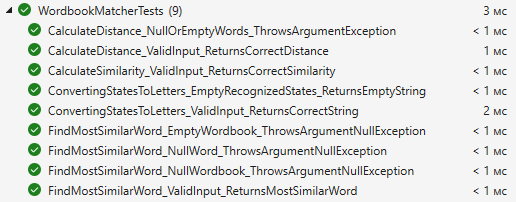 WordbookMatcherTests (9) 3 мс
CalculateDistance_NullOrEmptyWords_ThrowsArgumentException < 1 мс
CalculateDistance_ValidInput_ReturnsCorrectDistance 1 мс
CalculateSimilarity_ValidInput_ReturnsCorrectSimilarity < 1 мс
ConvertingStatesToLetters_EmptyRecognizedStates_ReturnsEmptyString < 1 мс
ConvertingStatesToLetters_ValidInput_ReturnsCorrectString 2 мс
FindMostSimilarWord_EmptyWordbook_ThrowsArgumentNullException < 1 мс
FindMostSimilarWord_NullWord_ThrowsArgumentNullException < 1 мс
FindMostSimilarWord_NullWordbook_ThrowsArgumentNullException < 1 мс
FindMostSimilarWord_ValidInput_ReturnsMostSimilarWord < 1 мс